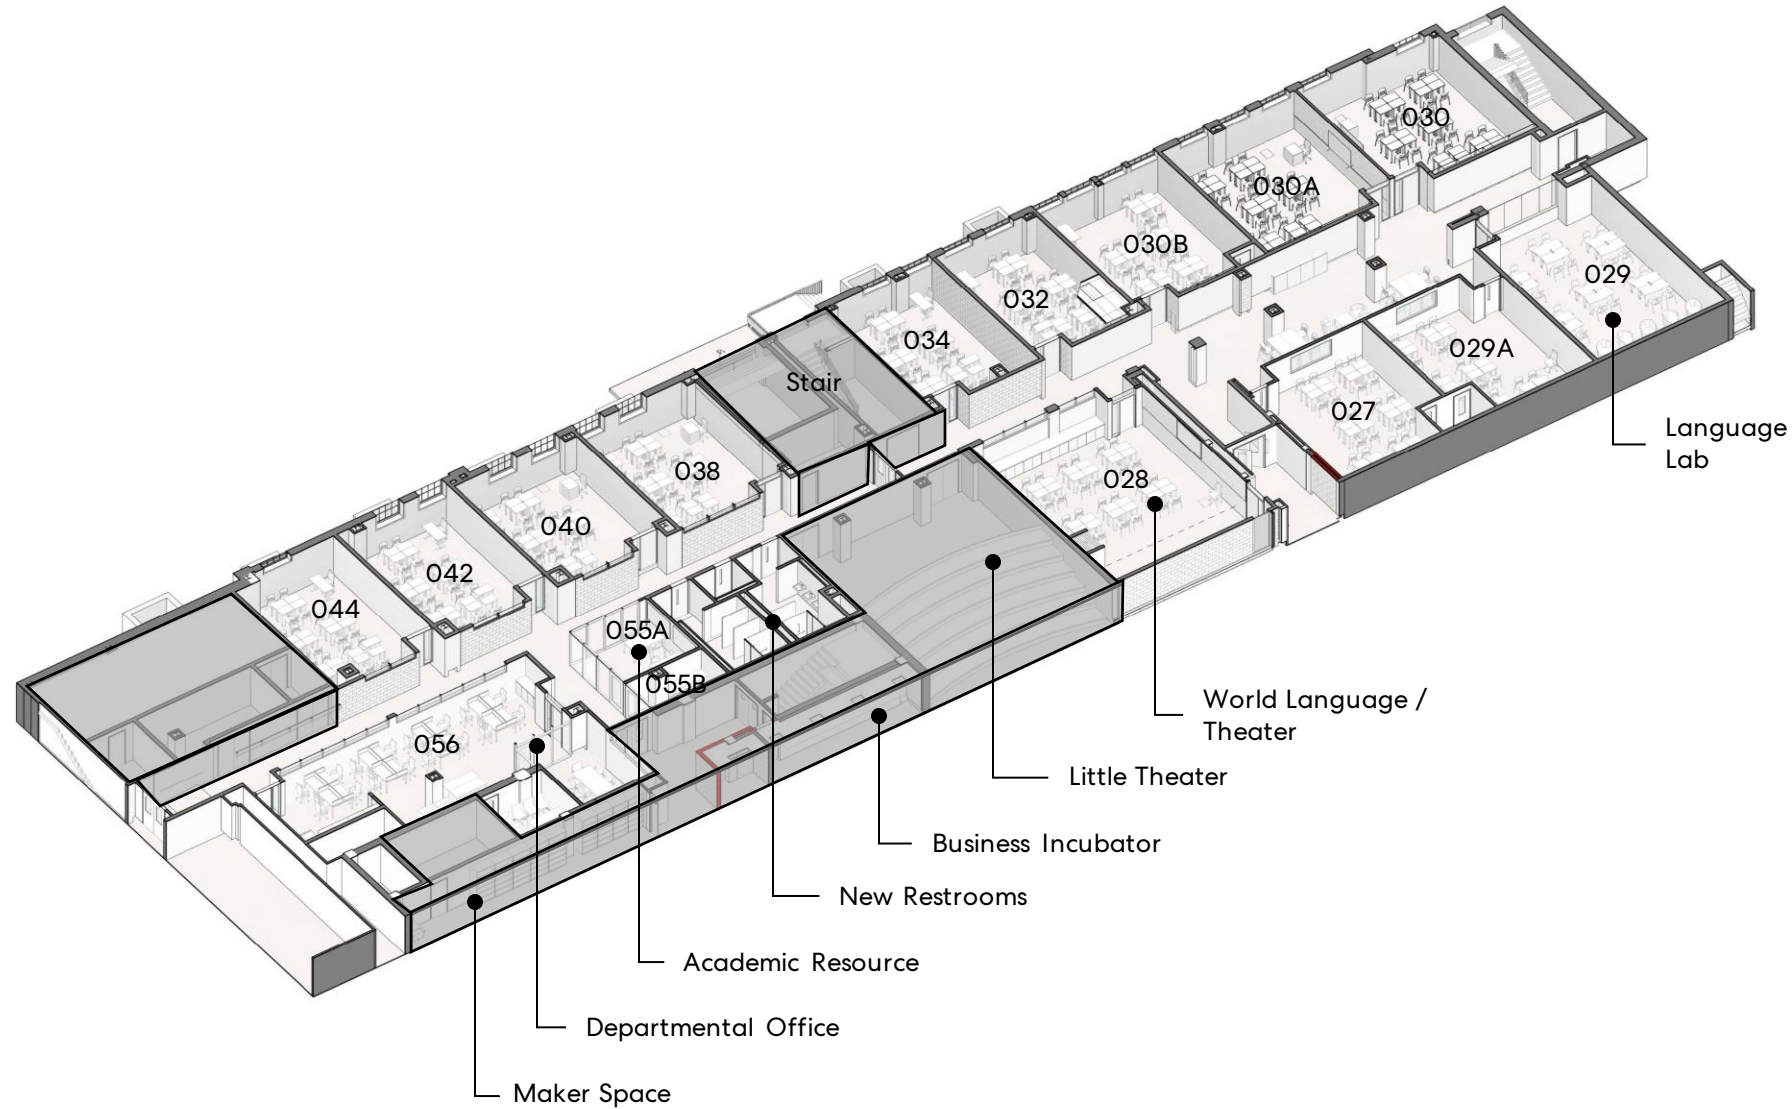 030
030A
030B
029
032
034
029A
Stair
027
Language
Lab
038
028
040
042
044
055A
055B
World Language /
Theater
056
Little Theater
Business Incubator
New Restrooms
Academic Resource
Departmental Office
Maker Space